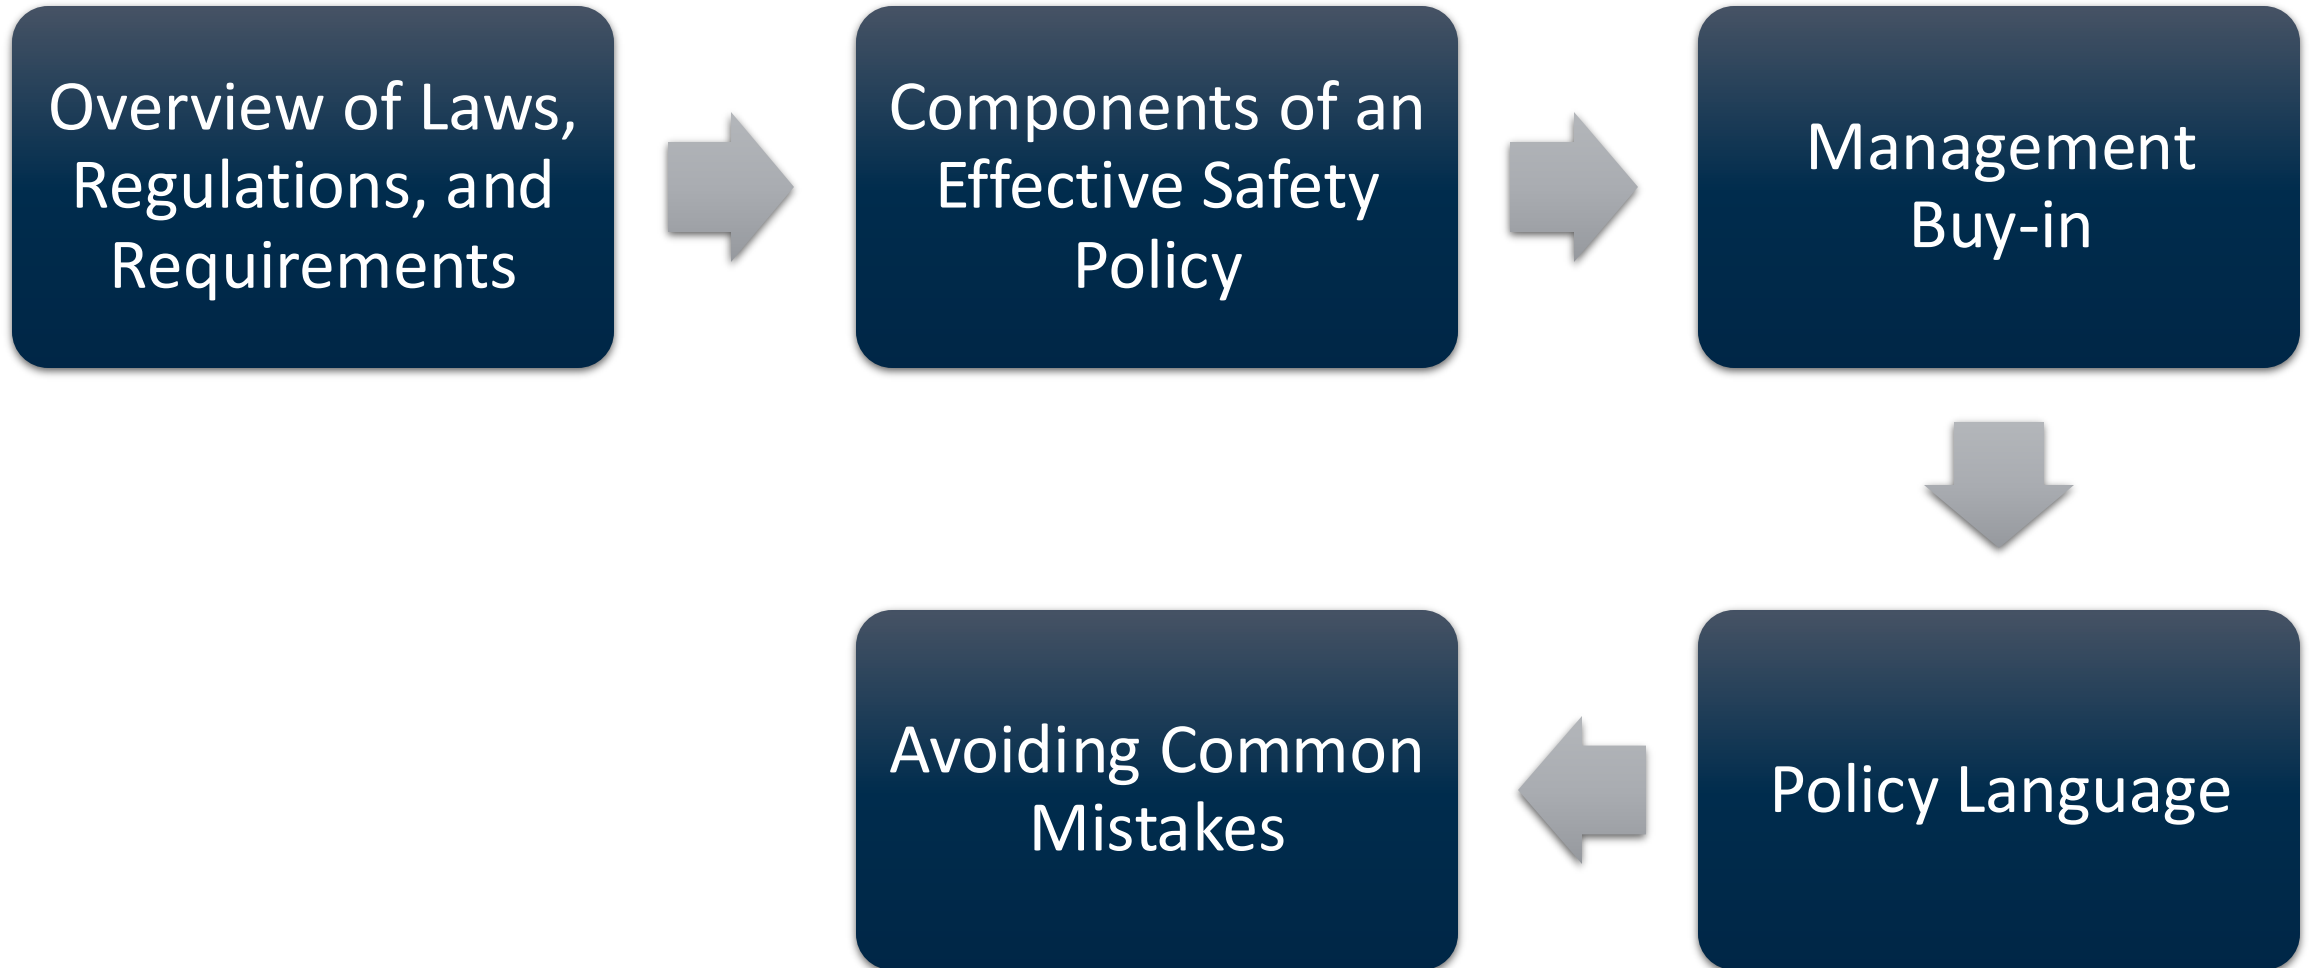 Overview of Laws,
Regulations, and
Requirements
Components of an
Effective Safety
Policy
Management
Buy-in
Policy Language
Avoiding Common
Mistakes